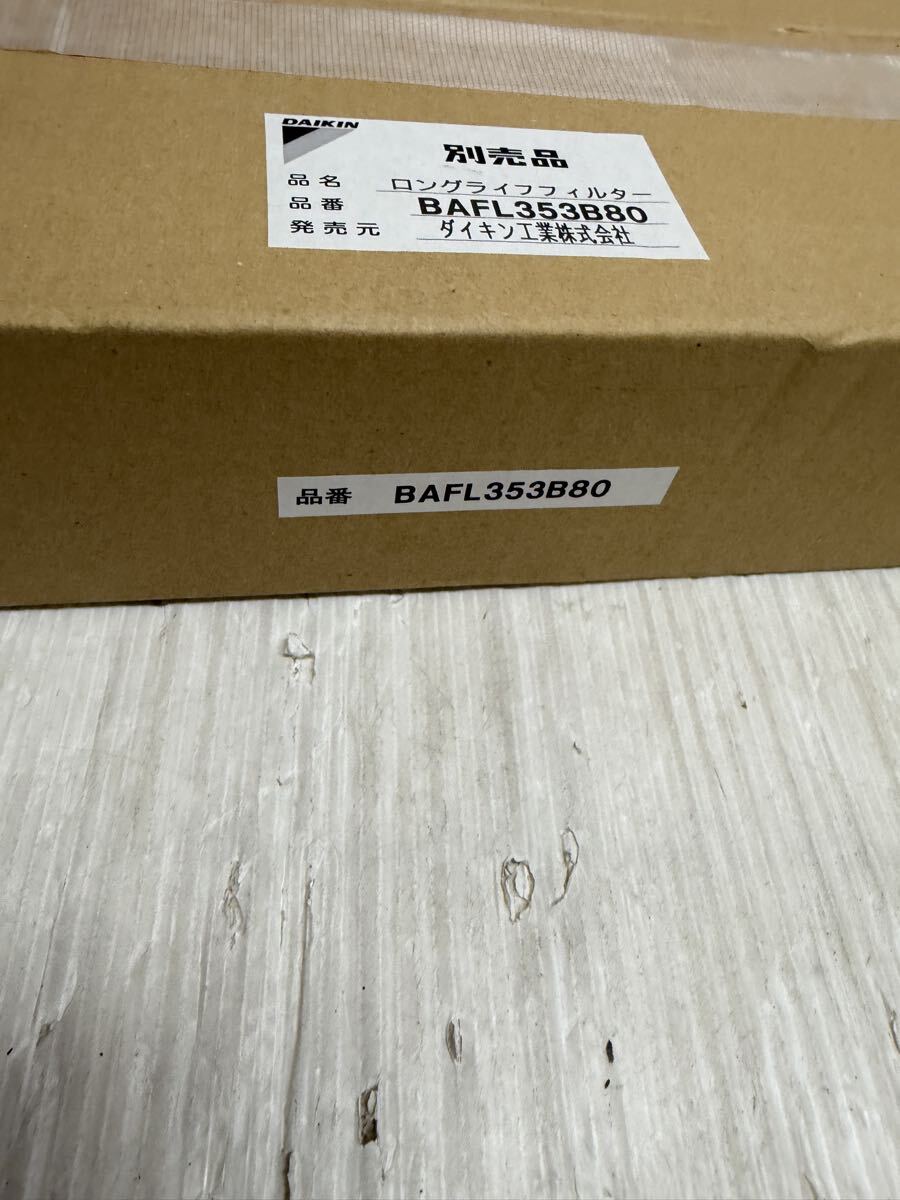 DAIKIN
別売品
品名 ロングライフフィルター
品番 BAFL353B80
発売元 ダイキン工業株式会社
品番 BAFL353B80